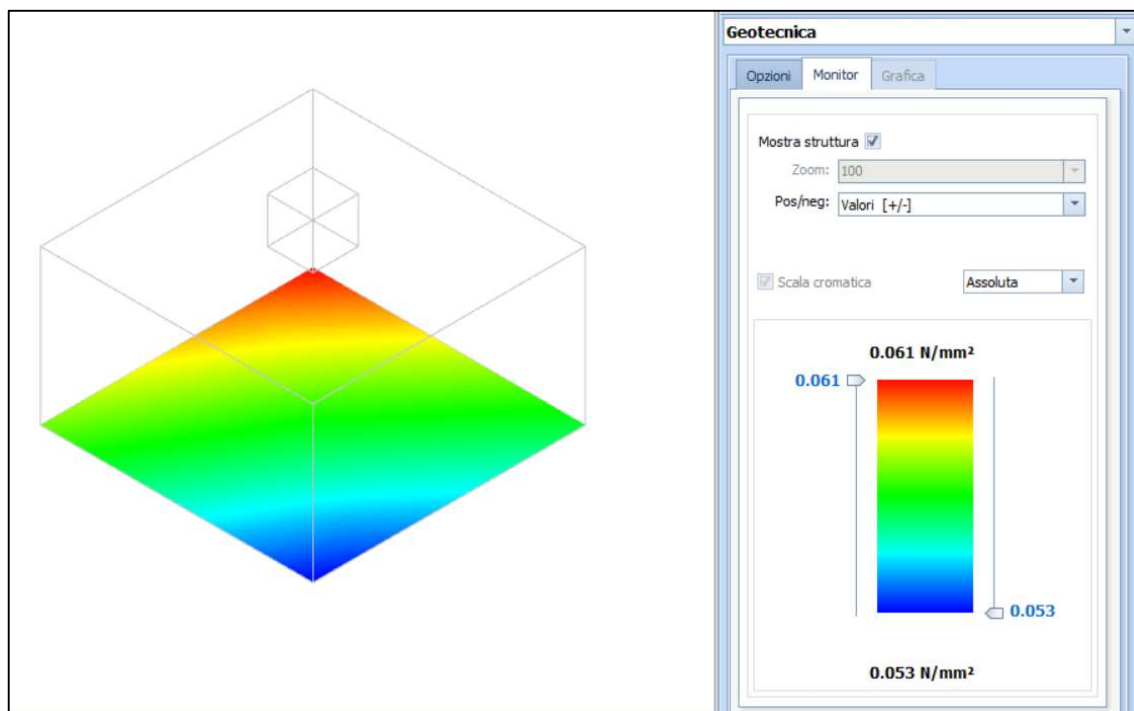 Geotecnica
Opzioni Monitor Grafica
Mostra struttura
Zoom: 100
Pos/neg: Valori [+/-]
Scala cromatica Assoluta
0.061 N/mm²
0.061
0.053
0.053 N/mm²